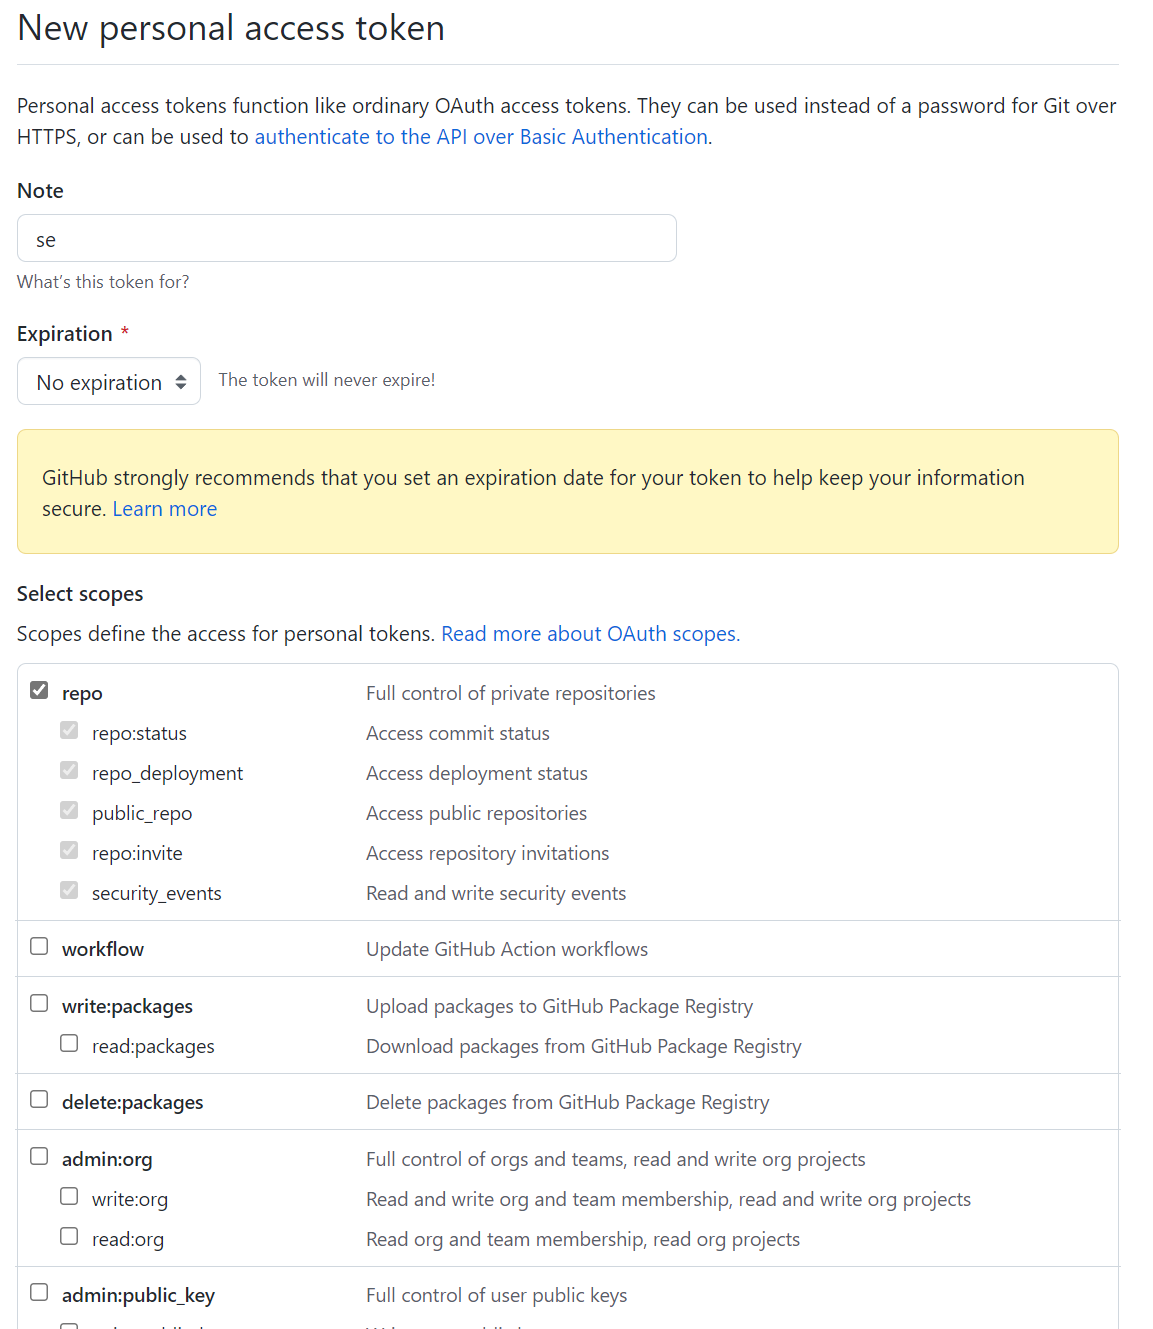 New personal access token
Personal access tokens function like ordinary OAuth access tokens. They can be used instead of a password for Git over
HTTPS, or can be used to authenticate to the API over Basic Authentication.
Note
se
What's this token for?
Expiration *
No expiration The token will never expire!
GitHub strongly recommends that you set an expiration date for your token to help keep your information
secure. Learn more
Select scopes
Scopes define the access for personal tokens. Read more about OAuth scopes.
repo Full control of private repositories
repo:status Access commit status
repo_deployment Access deployment status
public_repo Access public repositories
repo:invite Access repository invitations
security_events Read and write security events
workflow Update GitHub Action workflows
write:packages Upload packages to GitHub Package Registry
read:packages Download packages from GitHub Package Registry
delete:packages Delete packages from GitHub Package Registry
admin:org Full control of orgs and teams, read and write org projects
write:org Read and write org and team membership, read and write org projects
read:org Read org and team membership, read org projects
admin:public_key Full control of user public keys